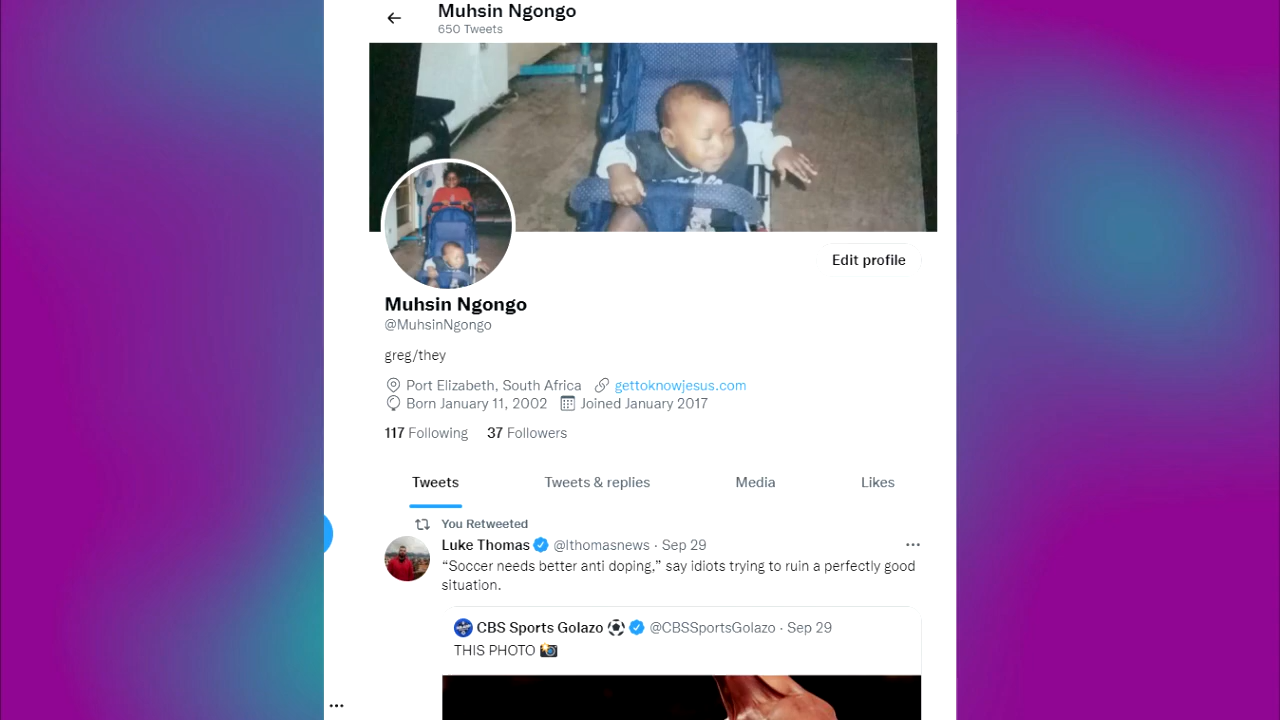 Muhsin Ngongo
650 Tweets
Edit profile
Muhsin Ngongo
@MuhsinNgongo
greg/they
Port Elizabeth, South Africa gettoknowjesus.com
Born January 11, 2002 Joined January 2017
117 Following 37 Followers
Tweets Tweets & replies Media Likes
You Retweeted
Luke Thomas @lthomasnews · Sep 29
“Soccer needs better anti doping,” say idiots trying to ruin a perfectly good
situation.
CBS Sports Golazo ⚽ @CBSSportsGolazo · Sep 29
THIS PHOTO 📸